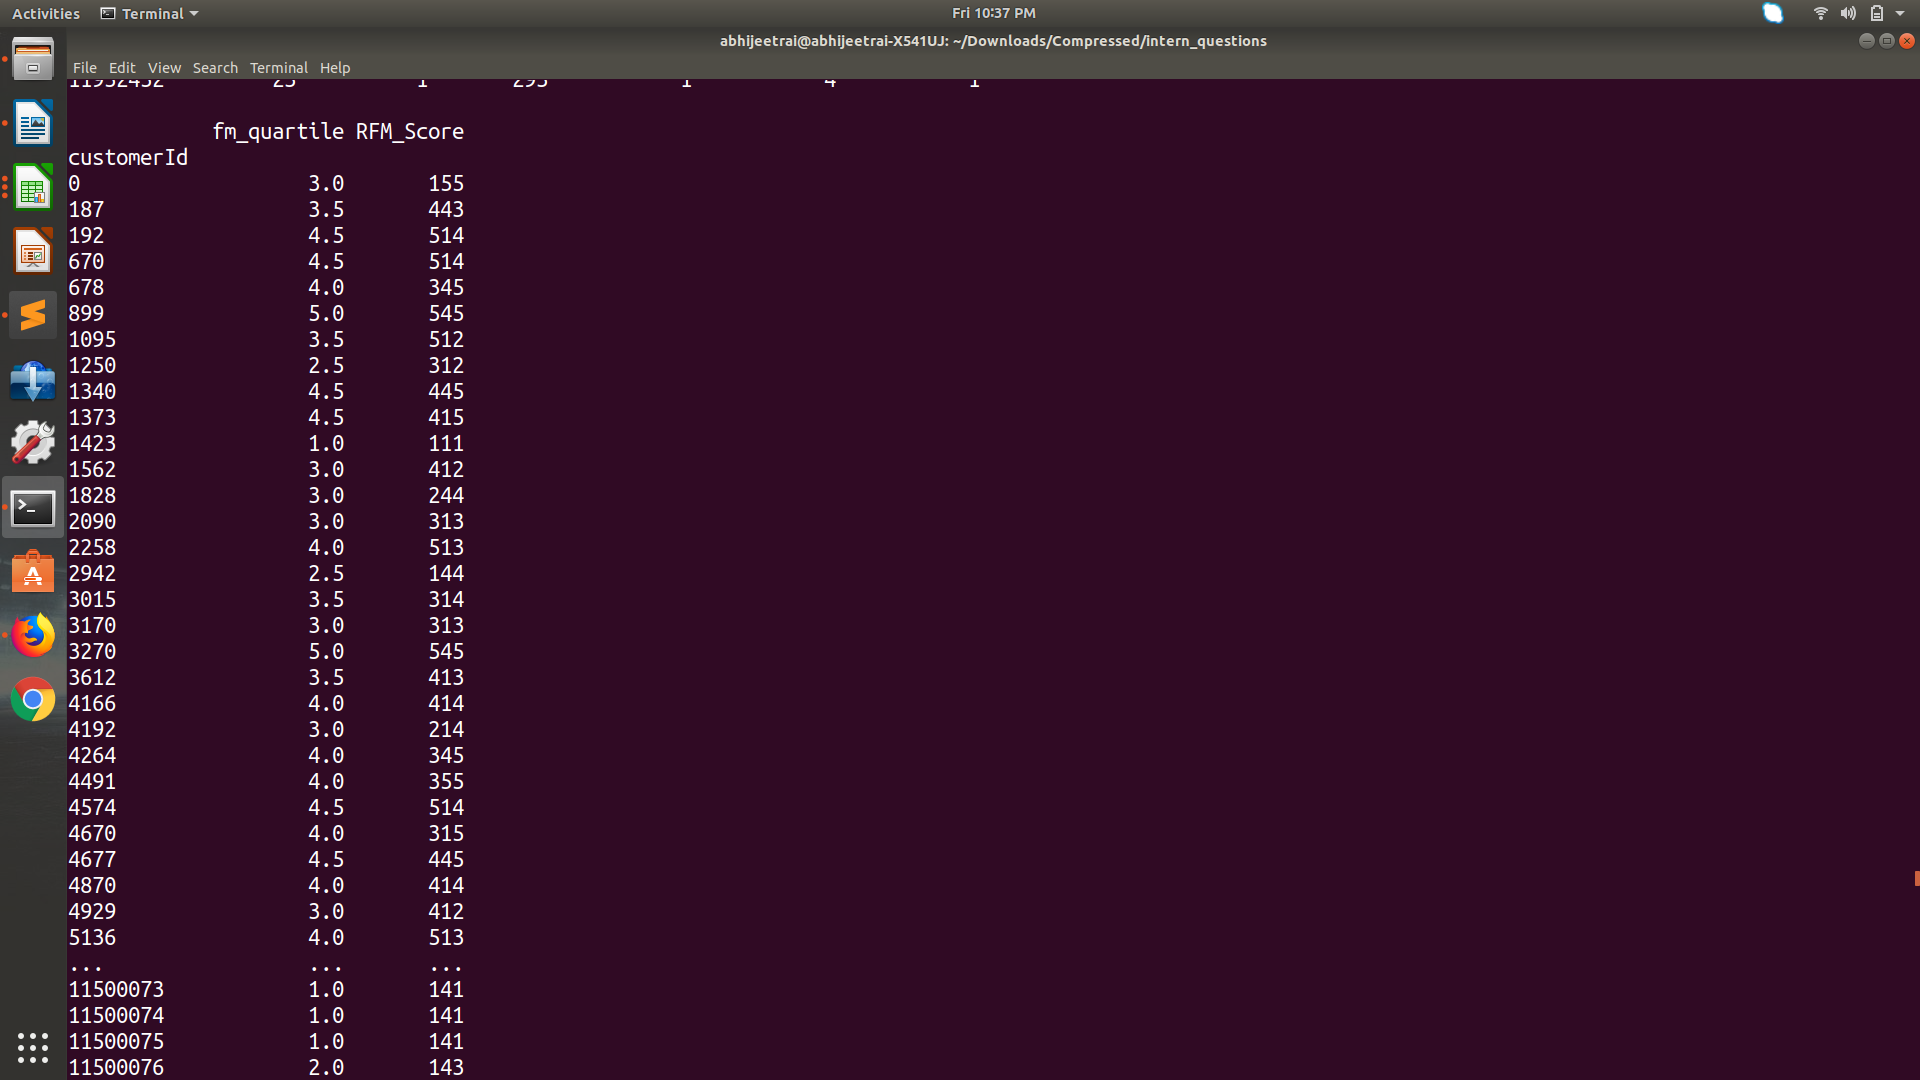 Activities Terminal Fri 10:37 PM
abhijeetrai@abhijeetrai-X541UJ: ~/Downloads/Compressed/intern_questions
File Edit View Search Terminal Help
11932432 23 1 293 1 4 1
fm_quartile RFM_Score
customerId
0 3.0 155
187 3.5 443
192 4.5 514
670 4.5 514
678 4.0 345
899 5.0 545
1095 3.5 512
1250 2.5 312
1340 4.5 445
1373 4.5 415
1423 1.0 111
1562 3.0 412
1828 3.0 244
2090 3.0 313
2258 4.0 513
2942 2.5 144
3015 3.5 314
3170 3.0 313
3270 5.0 545
3612 3.5 413
4166 4.0 414
4192 3.0 214
4264 4.0 345
4491 4.0 355
4574 4.5 514
4670 4.0 315
4677 4.5 445
4870 4.0 414
4929 3.0 412
5136 4.0 513
... ... ...
11500073 1.0 141
11500074 1.0 141
11500075 1.0 141
11500076 2.0 143